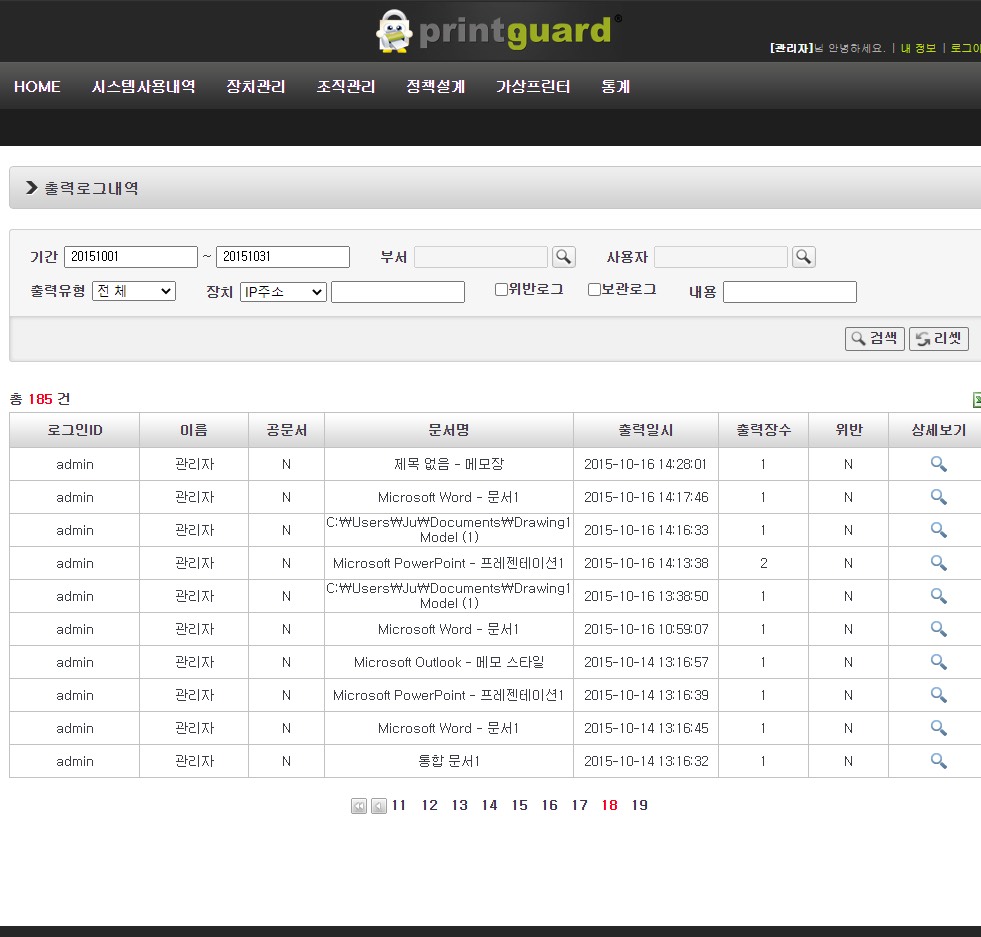 printguard®
[관리자]님 안녕하세요. | 내 정보 | 로그아
HOME 시스템사용내역 장치관리 조직관리 정책설계 가상프린터 통계
출력로그내역
기간 20151001 ~ 20151031 부서 사용자
출력유형 전 체 장치 IP주소 위반로그 보관로그 내용
검색 리셋
총 185 건
로그인ID 이름 공문서 문서명 출력일시 출력장수 위반 상세보기
admin 관리자 N 제목 없음 - 메모장 2015-10-16 14:28:01 1 N
admin 관리자 N Microsoft Word - 문서1 2015-10-16 14:17:46 1 N
admin 관리자 N C:₩Users₩Ju₩Documents₩Drawing1 2015-10-16 14:16:33 1 N
Model (1)
admin 관리자 N Microsoft PowerPoint - 프레젠테이션1 2015-10-16 14:13:38 2 N
admin 관리자 N C:₩Users₩Ju₩Documents₩Drawing1 2015-10-16 13:38:50 1 N
Model (1)
admin 관리자 N Microsoft Word - 문서1 2015-10-16 10:59:07 1 N
admin 관리자 N Microsoft Outlook - 메모 스타일 2015-10-14 13:16:57 1 N
admin 관리자 N Microsoft PowerPoint - 프레젠테이션1 2015-10-14 13:16:39 1 N
admin 관리자 N Microsoft Word - 문서1 2015-10-14 13:16:45 1 N
admin 관리자 N 통합 문서1 2015-10-14 13:16:32 1 N
11 12 13 14 15 16 17 18 19